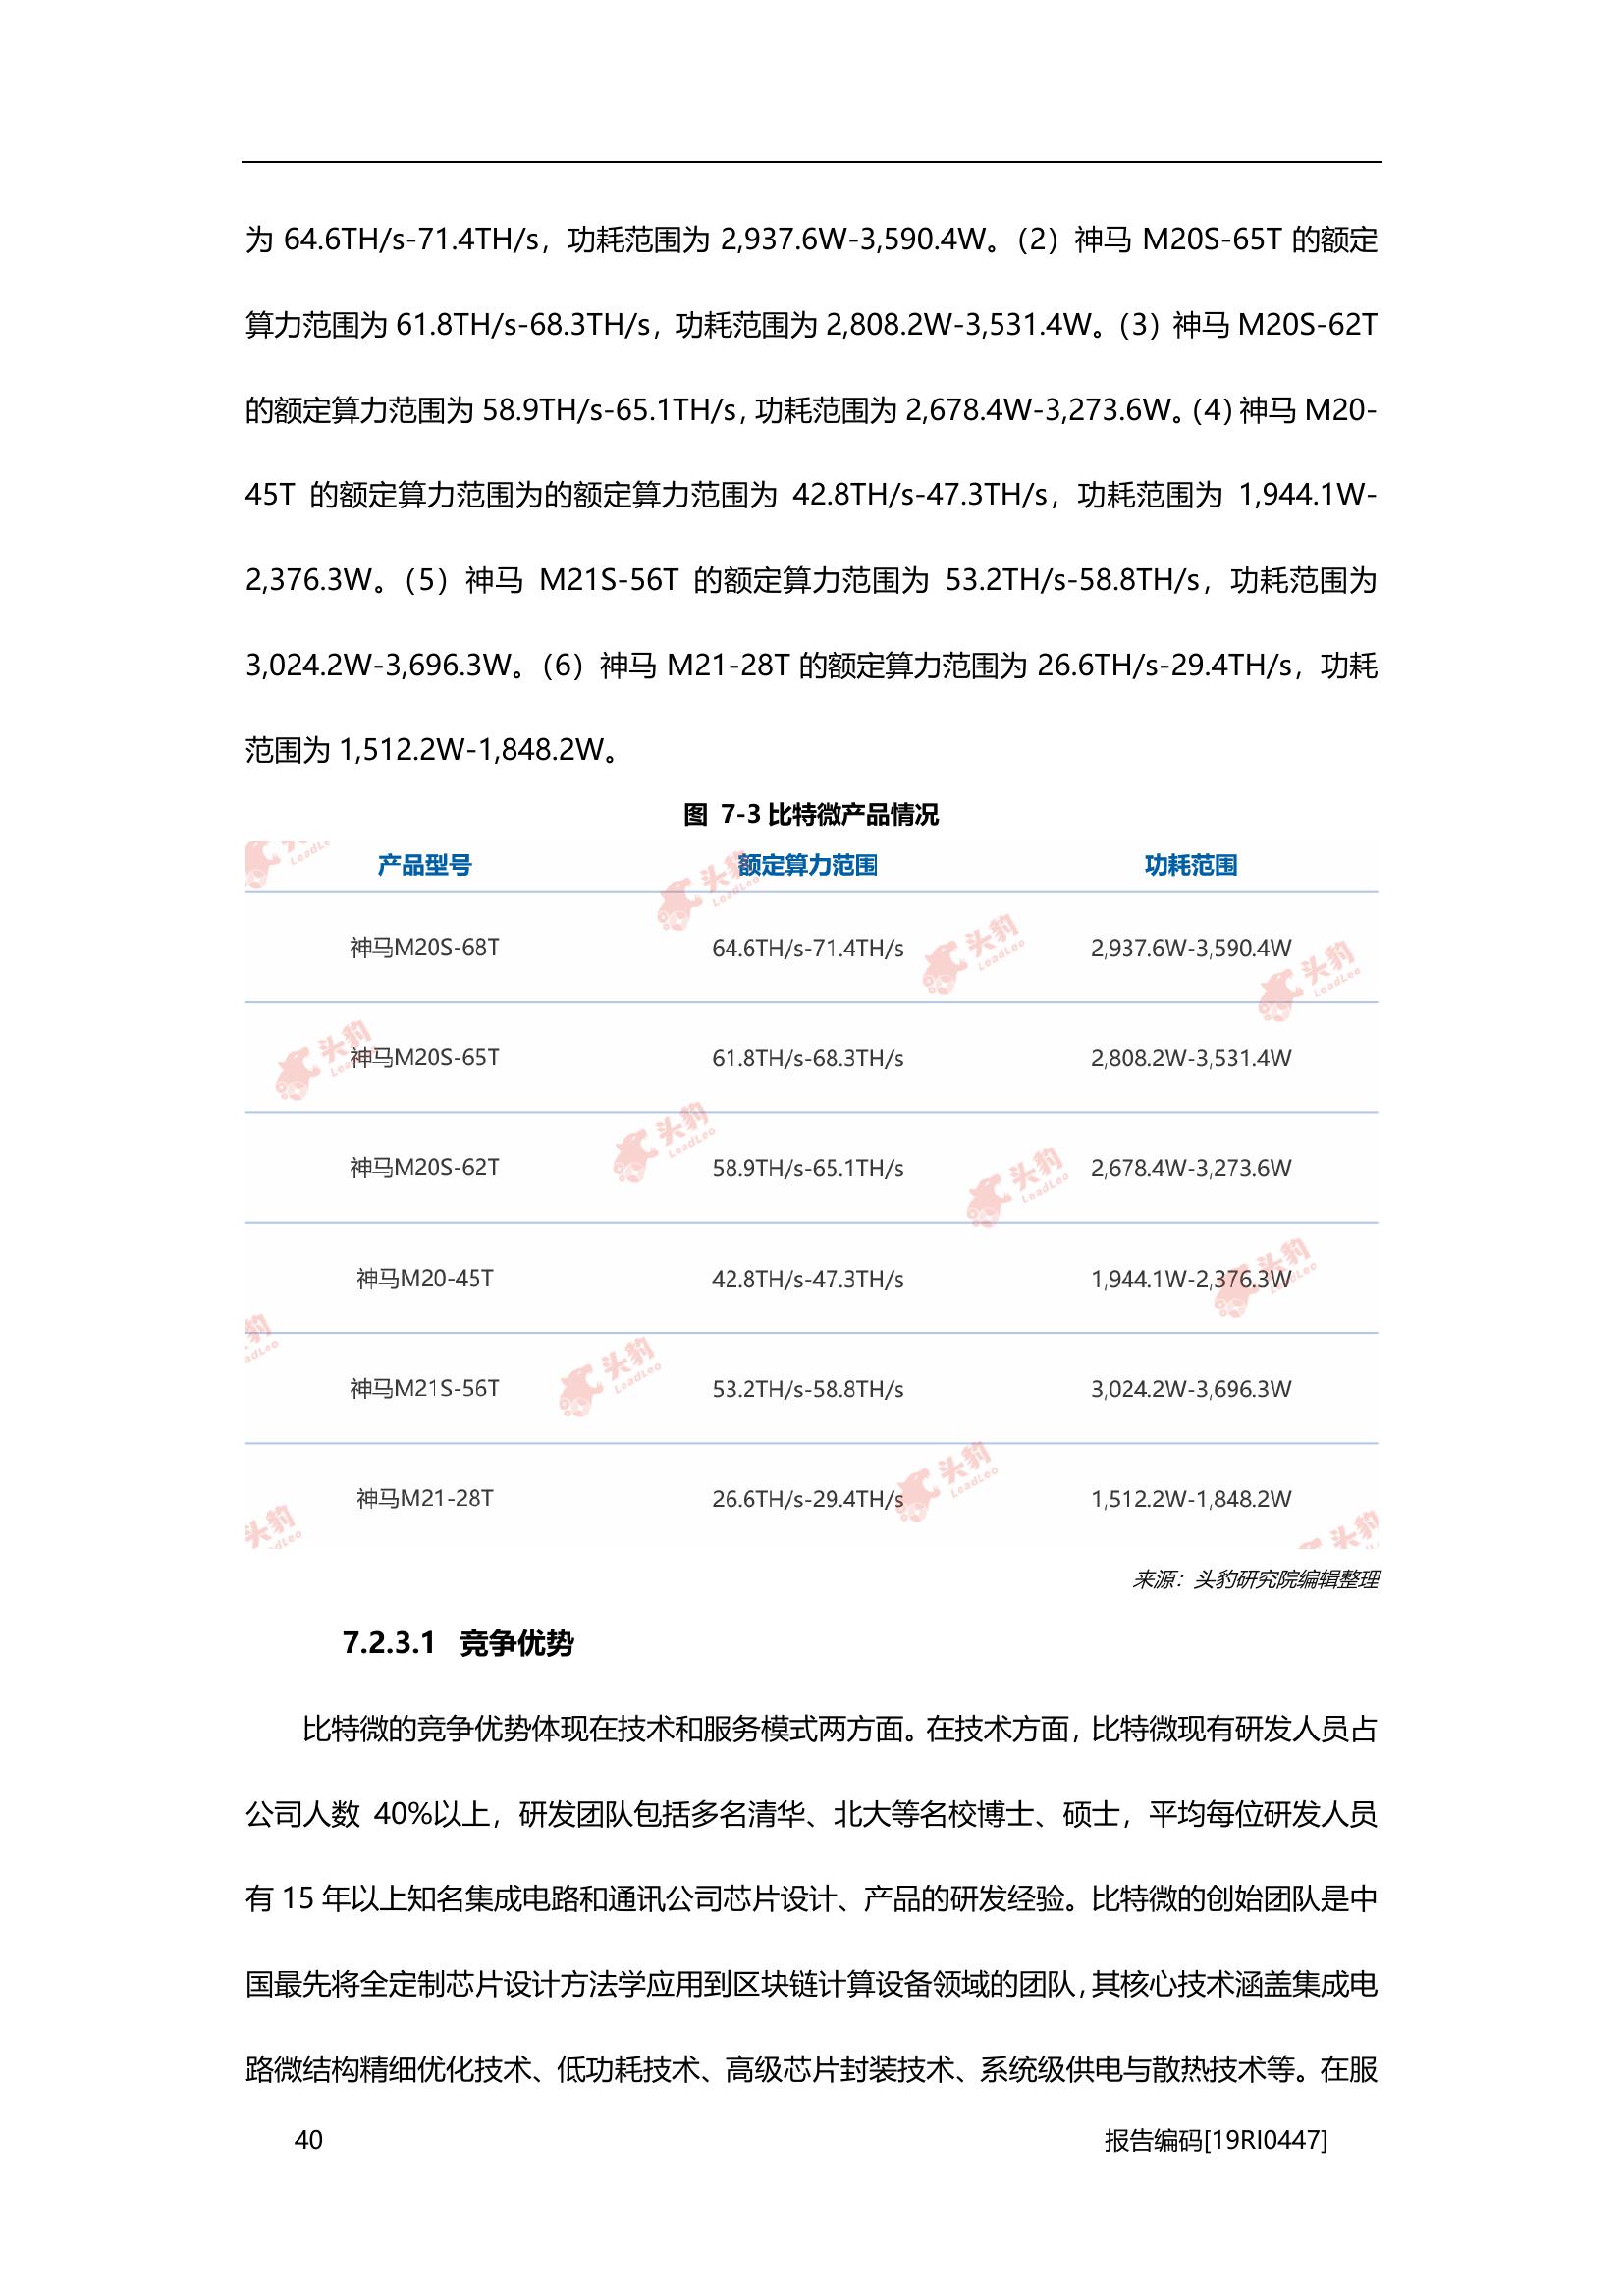 为 64.6TH/s-71.4TH/s，功耗范围为 2,937.6W-3,590.4W。（2）神马 M20S-65T 的额定
算力范围为 61.8TH/s-68.3TH/s，功耗范围为 2,808.2W-3,531.4W。（3）神马 M20S-62T
的额定算力范围为 58.9TH/s-65.1TH/s，功耗范围为 2,678.4W-3,273.6W。（4）神马 M20-
45T 的额定算力范围为的额定算力范围为 42.8TH/s-47.3TH/s，功耗范围为 1,944.1W-
2,376.3W。（5）神马 M21S-56T 的额定算力范围为 53.2TH/s-58.8TH/s，功耗范围为
3,024.2W-3,696.3W。（6）神马 M21-28T 的额定算力范围为 26.6TH/s-29.4TH/s，功耗
范围为 1,512.2W-1,848.2W。
图 7-3 比特微产品情况
产品型号 额定算力范围 功耗范围
神马M20S-68T 64.6TH/s-71.4TH/s 2,937.6W-3,590.4W
神马M20S-65T 61.8TH/s-68.3TH/s 2,808.2W-3,531.4W
神马M20S-62T 58.9TH/s-65.1TH/s 2,678.4W-3,273.6W
神马M20-45T 42.8TH/s-47.3TH/s 1,944.1W-2,376.3W
神马M21S-56T 53.2TH/s-58.8TH/s 3,024.2W-3,696.3W
神马M21-28T 26.6TH/s-29.4TH/s 1,512.2W-1,848.2W
来源：头豹研究院编辑整理
7.2.3.1 竞争优势
比特微的竞争优势体现在技术和服务模式两方面。在技术方面，比特微现有研发人员占
公司人数 40%以上，研发团队包括多名清华、北大等名校博士、硕士，平均每位研发人员
有 15 年以上知名集成电路和通讯公司芯片设计、产品的研发经验。比特微的创始团队是中
国最先将全定制芯片设计方法学应用到区块链计算设备领域的团队，其核心技术涵盖集成电
路微结构精细优化技术、低功耗技术、高级芯片封装技术、系统级供电与散热技术等。在服
40 报告编码[19RI0447]